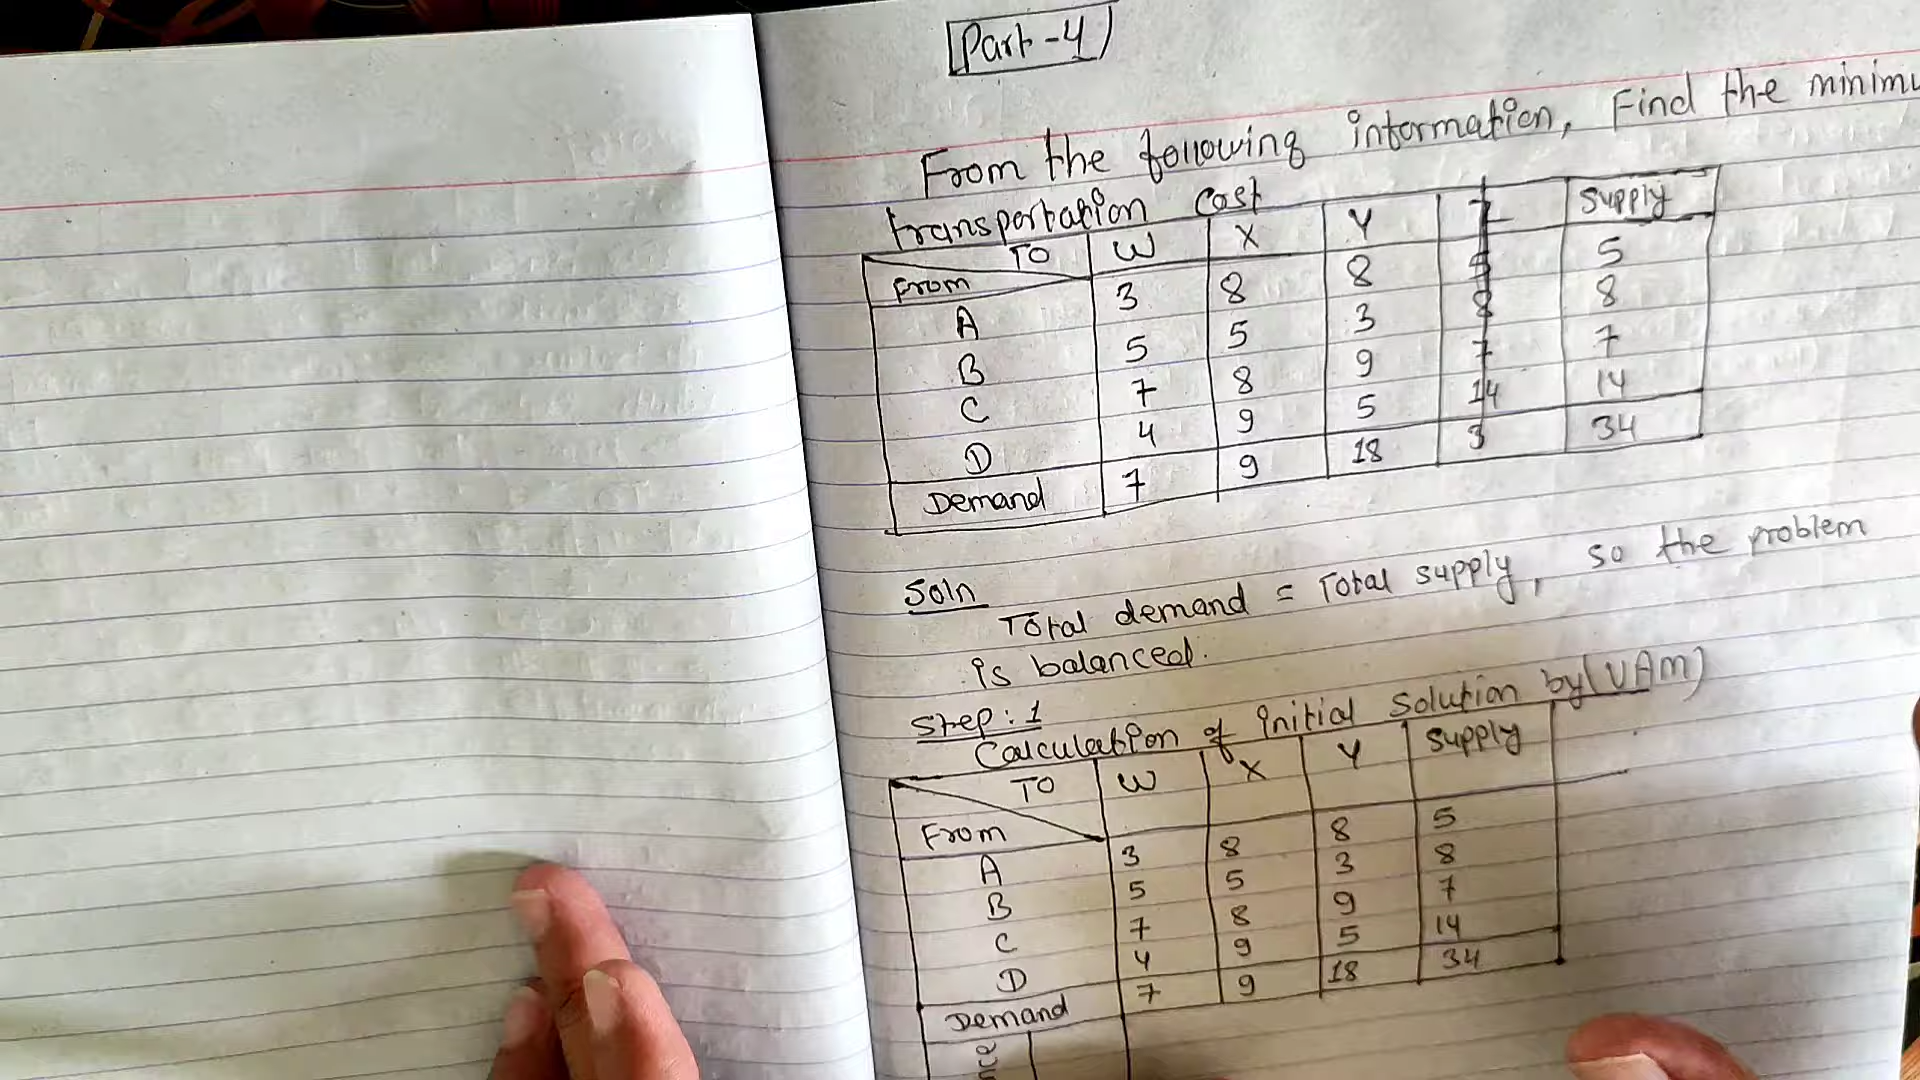 Part-4
From the following information, Find the minimu
transportation cost
To W X Y Z Supply
From
A 3 8 8 5
B 5 5 3 8 8
C 7 8 9 7 7
D 4 9 5 14 14
Demand 7 9 18 3 34
Soln
Total demand = Total supply, so the problem
is balanced.
Step: 1
Calculation of initial solution by (VAM)
To W X Y Supply
From
A 3 8 8 5
B 5 5 3 8
C 7 8 9 7
D 4 9 5 14
Demand 7 9 18 34